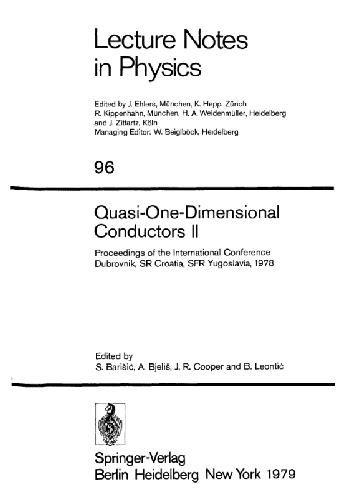 Lecture Notes
in Physics
Edited by J. Ehlers, München, K. Hepp, Zürich
R. Kippenhahn, München, H. A. Weidenmüller, Heidelberg
and J. Zittartz, Köln
Managing Editor: W. Beiglböck, Heidelberg
96
Quasi-One-Dimensional
Conductors II
Proceedings of the International Conference
Dubrovnik, SR Croatia, SFR Yugoslavia, 1978
Edited by
S. Barišić, A. Bjeliš, J. R. Cooper and B. Leontić
Springer-Verlag
Berlin Heidelberg New York 1979